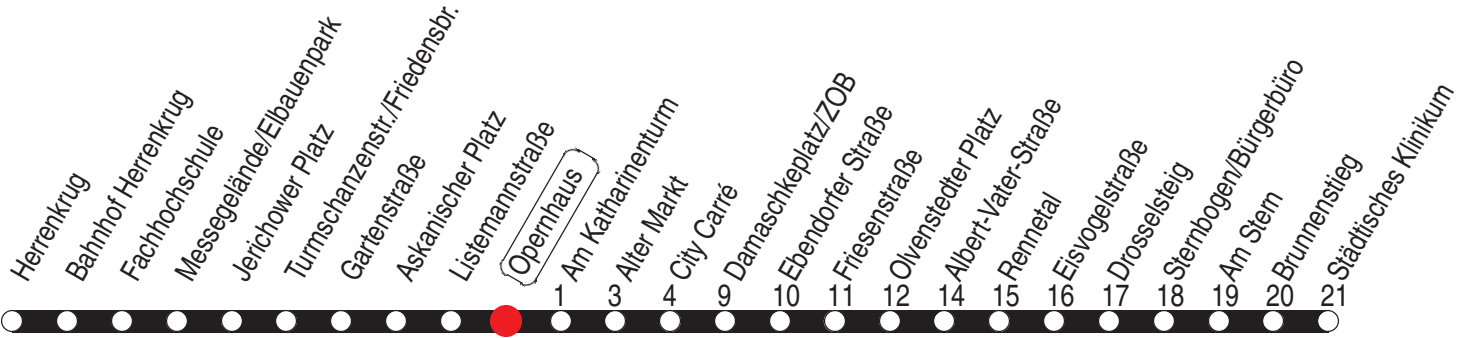 Herrenkrug
Bahnhof Herrenkrug
Fachhochschule
Messegelände/Elbauenpark
Jerichower Platz
Turmschanzenstr./Friedensbr.
Gartenstraße
Askanischer Platz
Listemannstraße
Opernhaus
Am Katharinenturm
Alter Markt
City Carré
Damaschkeplatz/ZOB
Ebendorfer Straße
Friesenstraße
Olvenstedter Platz
Albert-Vater-Straße
Rennetal
Eisvogelstraße
Drosselsteig
Sternbogen/Bürgerbüro
Am Stern
Brunnenstieg
Städtisches Klinikum
1 3 4 9 10 11 12 14 15 16 17 18 19 20 21